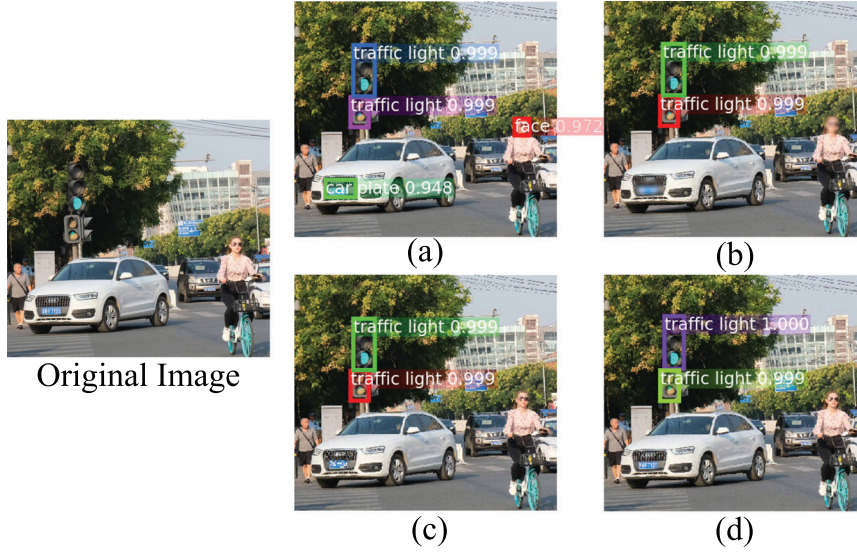 traffic light 0.999
traffic light 0.999
face 0.972
car plate 0.948
(a)
traffic light 0.999
traffic light 0.999
(b)
Original Image
traffic light 0.999
traffic light 0.999
(c)
traffic light 1.000
traffic light 0.999
(d)